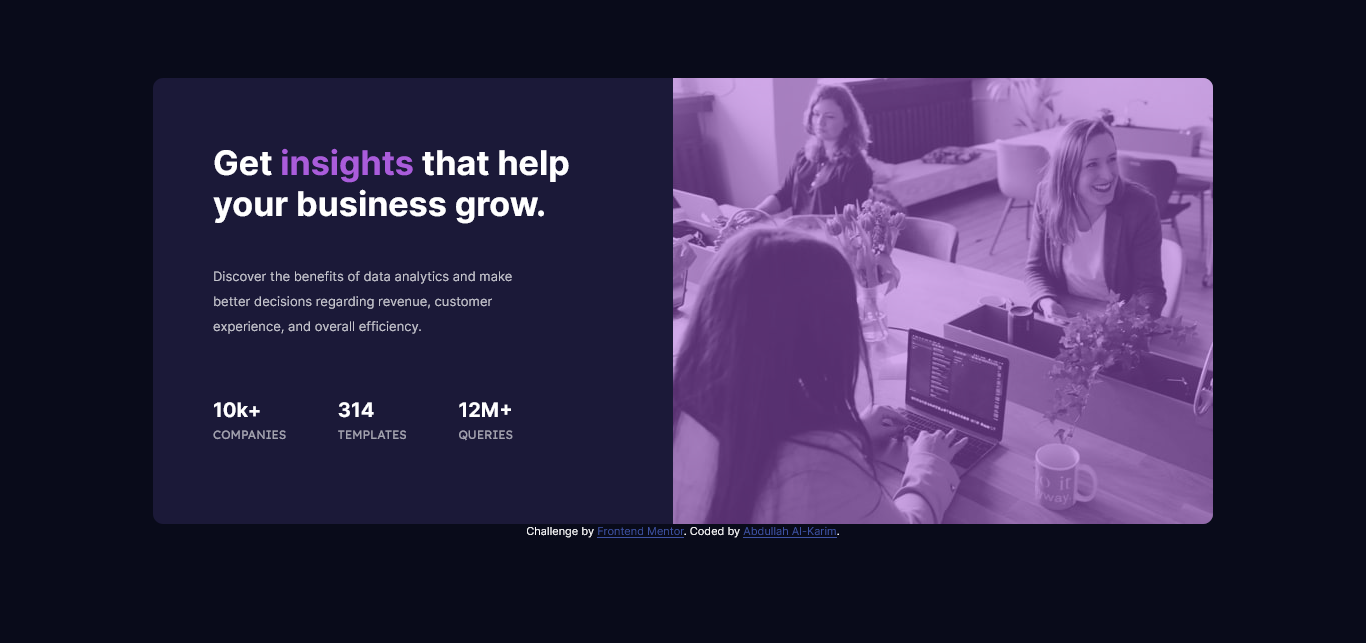 Get insights that help
your business grow.
Discover the benefits of data analytics and make
better decisions regarding revenue, customer
experience, and overall efficiency.
10k+ 314 12M+
COMPANIES TEMPLATES QUERIES
Challenge by Frontend Mentor. Coded by Abdullah Al-Karim.